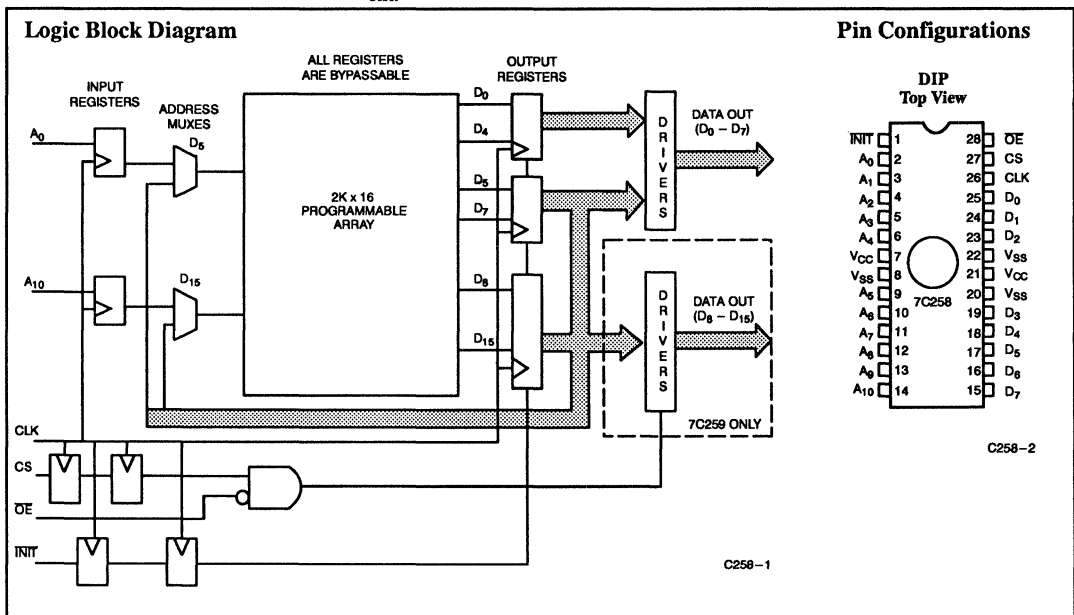 Logic Block Diagram
ALL REGISTERS
ARE BYPASSABLE
INPUT
REGISTERS
ADDRESS
MUXES
OUTPUT
REGISTERS
A0
D5
A10
D15
2K x 16
PROGRAMMABLE
ARRAY
D0
D4
D5
D7
D8
D15
DRIVERS
DATA OUT
(D0 – D7)
DRIVERS
DATA OUT
(D8 – D15)
7C259 ONLY
CLK
CS
O̅E̅
I̅N̅I̅T̅
C258–1
Pin Configurations
DIP
Top View
I̅N̅I̅T̅ 1 28 O̅E̅
A0 2 27 CS
A1 3 26 CLK
A2 4 25 D0
A3 5 24 D1
A4 6 23 D2
VCC 7 22 VSS
VSS 8 21 VCC
A5 9 20 VSS
A6 10 19 D3
A7 11 18 D4
A8 12 17 D5
A9 13 16 D6
A10 14 15 D7
7C258
C258–2